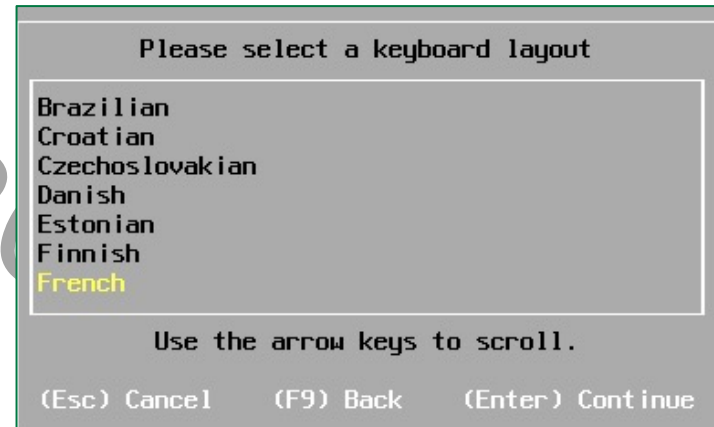 Please select a keyboard layout
Brazilian
Croatian
Czechoslovakian
Danish
Estonian
Finnish
French
Use the arrow keys to scroll.
(Esc) Cancel (F9) Back (Enter) Continue